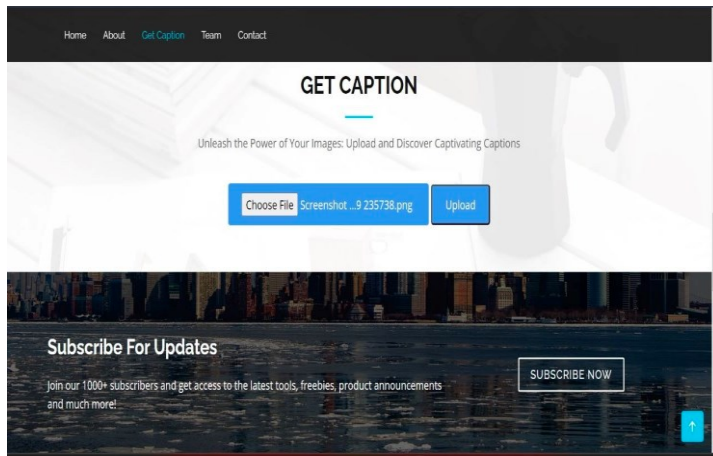 Home About Get Caption Team Contact
GET CAPTION
Unleash the Power of Your Images: Upload and Discover Captivating Captions
Choose File Screenshot ...9 235738.png Upload
Subscribe For Updates
Join our 1000+ subscribers and get access to the latest tools, freebies, product announcements
and much more!
SUBSCRIBE NOW